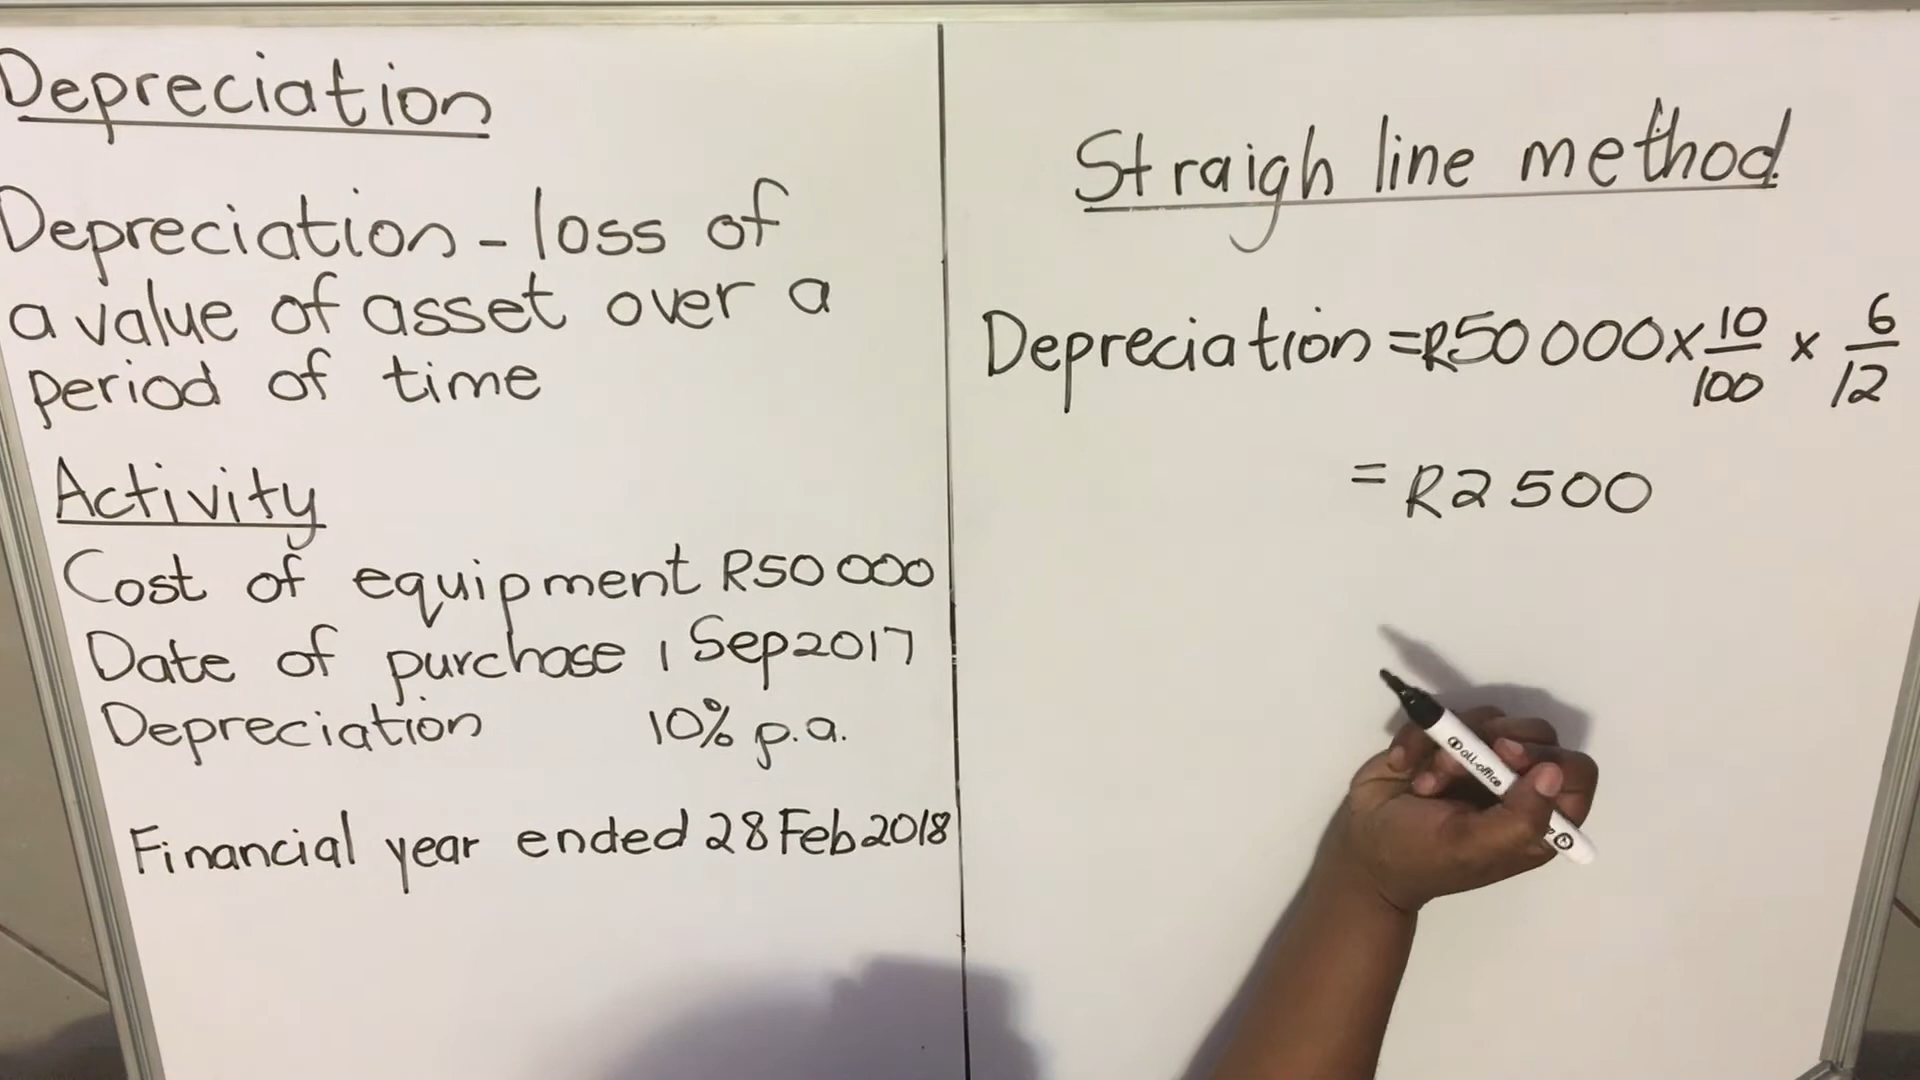 Depreciation
Depreciation - loss of
a value of asset over a
period of time
Activity
Cost of equipment R50 000
Date of purchase 1 Sep 2017
Depreciation 10% p.a.
Financial year ended 28 Feb 2018
Straigh line method
Depreciation = R50 000 x 10/100 x 6/12
= R2 500
all-office